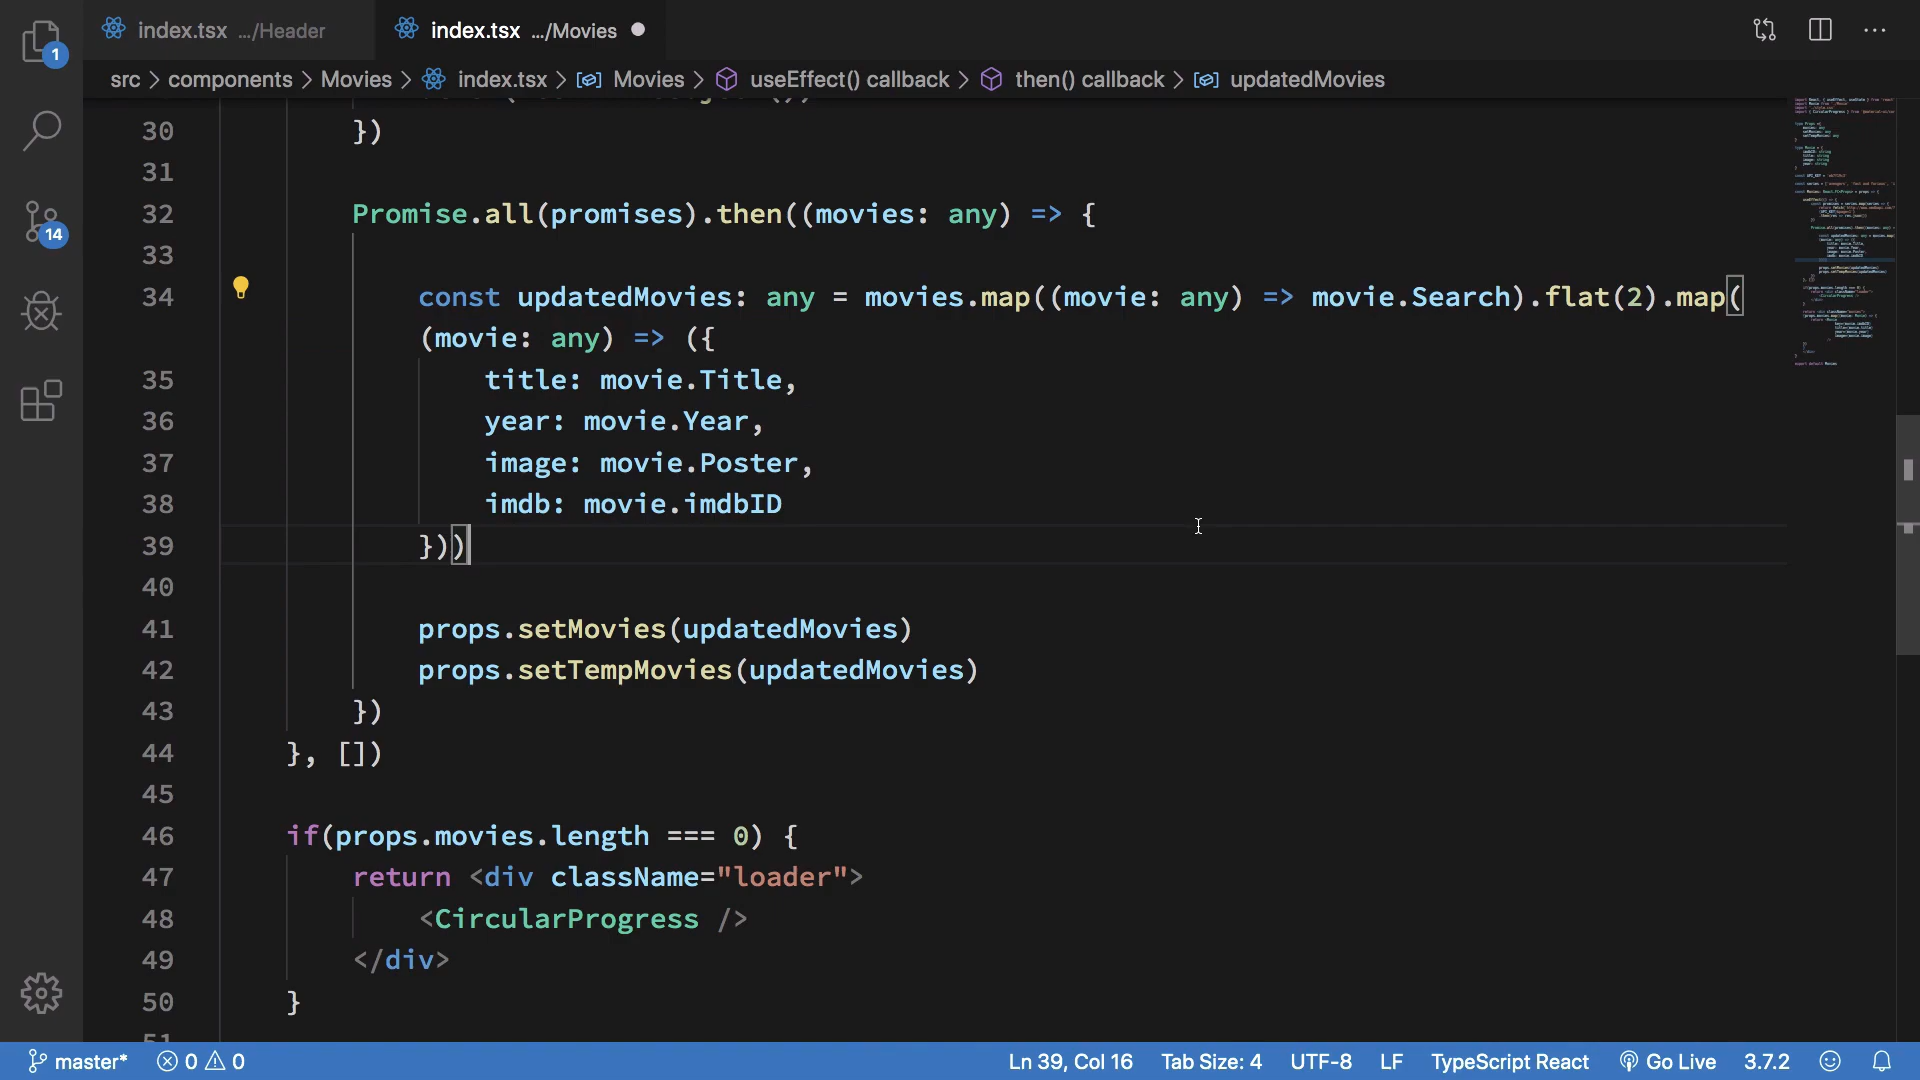 index.tsx .../Header
index.tsx .../Movies
1
src > components > Movies > index.tsx > Movies > useEffect() callback > then() callback > updatedMovies
30 })
31
32 Promise.all(promises).then((movies: any) => {
33
34 const updatedMovies: any = movies.map((movie: any) => movie.Search).flat(2).map(
(movie: any) => ({
35 title: movie.Title,
36 year: movie.Year,
37 image: movie.Poster,
38 imdb: movie.imdbID
39 }))
40
41 props.setMovies(updatedMovies)
42 props.setTempMovies(updatedMovies)
43 })
44 }, [])
45
46 if(props.movies.length === 0) {
47 return <div className="loader">
48 <CircularProgress />
49 </div>
50 }
14
master* 0 0 Ln 39, Col 16 Tab Size: 4 UTF-8 LF TypeScript React Go Live 3.7.2